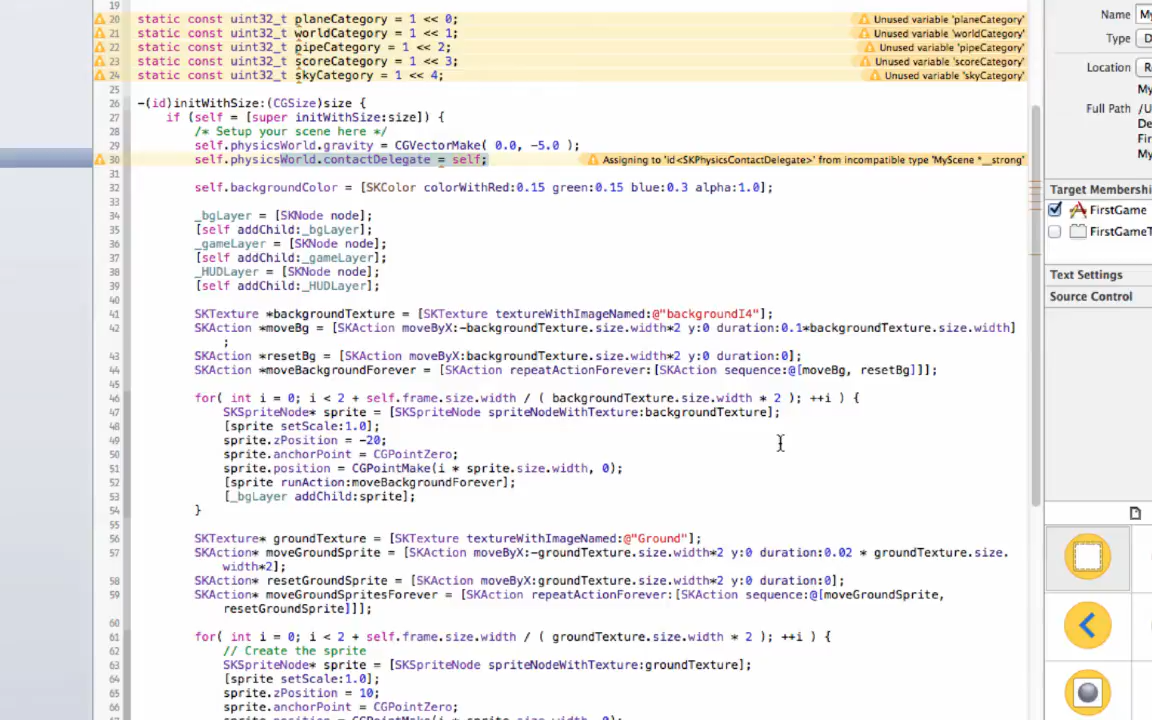 19
20 static const uint32_t planeCategory = 1 << 0; Unused variable 'planeCategory'
21 static const uint32_t worldCategory = 1 << 1; Unused variable 'worldCategory'
22 static const uint32_t pipeCategory = 1 << 2; Unused variable 'pipeCategory'
23 static const uint32_t scoreCategory = 1 << 3; Unused variable 'scoreCategory'
24 static const uint32_t skyCategory = 1 << 4; Unused variable 'skyCategory'
25
26 -(id)initWithSize:(CGSize)size {
27 if (self = [super initWithSize:size]) {
28 /* Setup your scene here */
29 self.physicsWorld.gravity = CGVectorMake( 0.0, -5.0 );
30 self.physicsWorld.contactDelegate = self; Assigning to 'id<SKPhysicsContactDelegate>' from incompatible type 'MyScene *__strong'
31
32 self.backgroundColor = [SKColor colorWithRed:0.15 green:0.15 blue:0.3 alpha:1.0];
33
34 _bgLayer = [SKNode node];
35 [self addChild:_bgLayer];
36 _gameLayer = [SKNode node];
37 [self addChild:_gameLayer];
38 _HUDLayer = [SKNode node];
39 [self addChild:_HUDLayer];
40
41 SKTexture *backgroundTexture = [SKTexture textureWithImageNamed:@"backgroundI4"];
42 SKAction *moveBg = [SKAction moveByX:-backgroundTexture.size.width*2 y:0 duration:0.1*backgroundTexture.size.width]
;
43 SKAction *resetBg = [SKAction moveByX:backgroundTexture.size.width*2 y:0 duration:0];
44 SKAction *moveBackgroundForever = [SKAction repeatActionForever:[SKAction sequence:@[moveBg, resetBg]]];
45
46 for( int i = 0; i < 2 + self.frame.size.width / ( backgroundTexture.size.width * 2 ); ++i ) {
47 SKSpriteNode* sprite = [SKSpriteNode spriteNodeWithTexture:backgroundTexture];
48 [sprite setScale:1.0];
49 sprite.zPosition = -20;
50 sprite.anchorPoint = CGPointZero;
51 sprite.position = CGPointMake(i * sprite.size.width, 0);
52 [sprite runAction:moveBackgroundForever];
53 [_bgLayer addChild:sprite];
54 }
55
56 SKTexture* groundTexture = [SKTexture textureWithImageNamed:@"Ground"];
57 SKAction* moveGroundSprite = [SKAction moveByX:-groundTexture.size.width*2 y:0 duration:0.02 * groundTexture.size.
width*2];
58 SKAction* resetGroundSprite = [SKAction moveByX:groundTexture.size.width*2 y:0 duration:0];
59 SKAction* moveGroundSpritesForever = [SKAction repeatActionForever:[SKAction sequence:@[moveGroundSprite,
resetGroundSprite]]];
60
61 for( int i = 0; i < 2 + self.frame.size.width / ( groundTexture.size.width * 2 ); ++i ) {
62 // Create the sprite
63 SKSpriteNode* sprite = [SKSpriteNode spriteNodeWithTexture:groundTexture];
64 [sprite setScale:1.0];
65 sprite.zPosition = 10;
66 sprite.anchorPoint = CGPointZero;
sprite.position = CGPointMake(i * sprite.size.width, 0);
Name My
Type D
Location Re
My
Full Path /U
De
Fir
My
Target Membershi
FirstGame
FirstGameT
Text Settings
Source Control